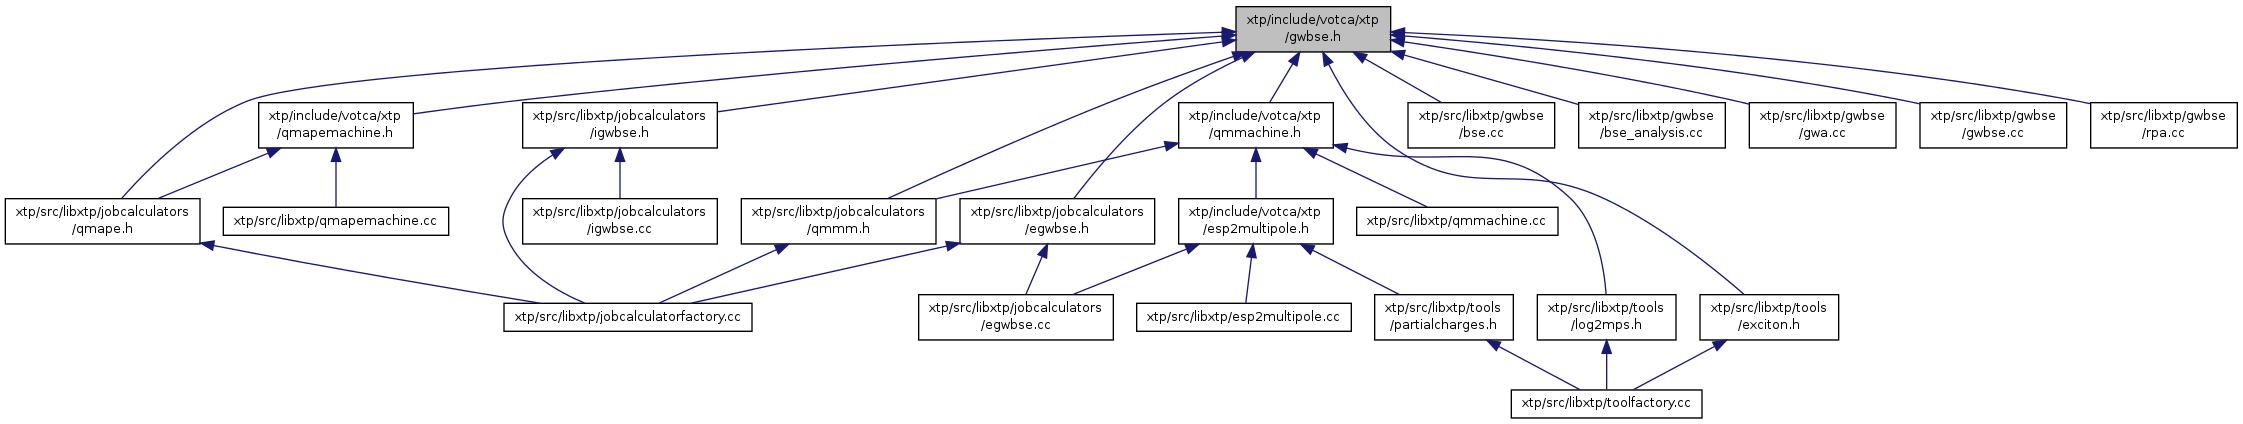 xtp/include/votca/xtp
/gwbse.h
xtp/include/votca/xtp
/qmapemachine.h
xtp/src/libxtp/jobcalculators
/igwbse.h
xtp/include/votca/xtp
/qmmachine.h
xtp/src/libxtp/gwbse
/bse.cc
xtp/src/libxtp/gwbse
/bse_analysis.cc
xtp/src/libxtp/gwbse
/gwa.cc
xtp/src/libxtp/gwbse
/gwbse.cc
xtp/src/libxtp/gwbse
/rpa.cc
xtp/src/libxtp/jobcalculators
/qmape.h
xtp/src/libxtp/qmapemachine.cc
xtp/src/libxtp/jobcalculators
/igwbse.cc
xtp/src/libxtp/jobcalculators
/qmmm.h
xtp/src/libxtp/jobcalculators
/egwbse.h
xtp/include/votca/xtp
/esp2multipole.h
xtp/src/libxtp/qmmachine.cc
xtp/src/libxtp/jobcalculatorfactory.cc
xtp/src/libxtp/jobcalculators
/egwbse.cc
xtp/src/libxtp/esp2multipole.cc
xtp/src/libxtp/tools
/partialcharges.h
xtp/src/libxtp/tools
/log2mps.h
xtp/src/libxtp/tools
/exciton.h
xtp/src/libxtp/toolfactory.cc